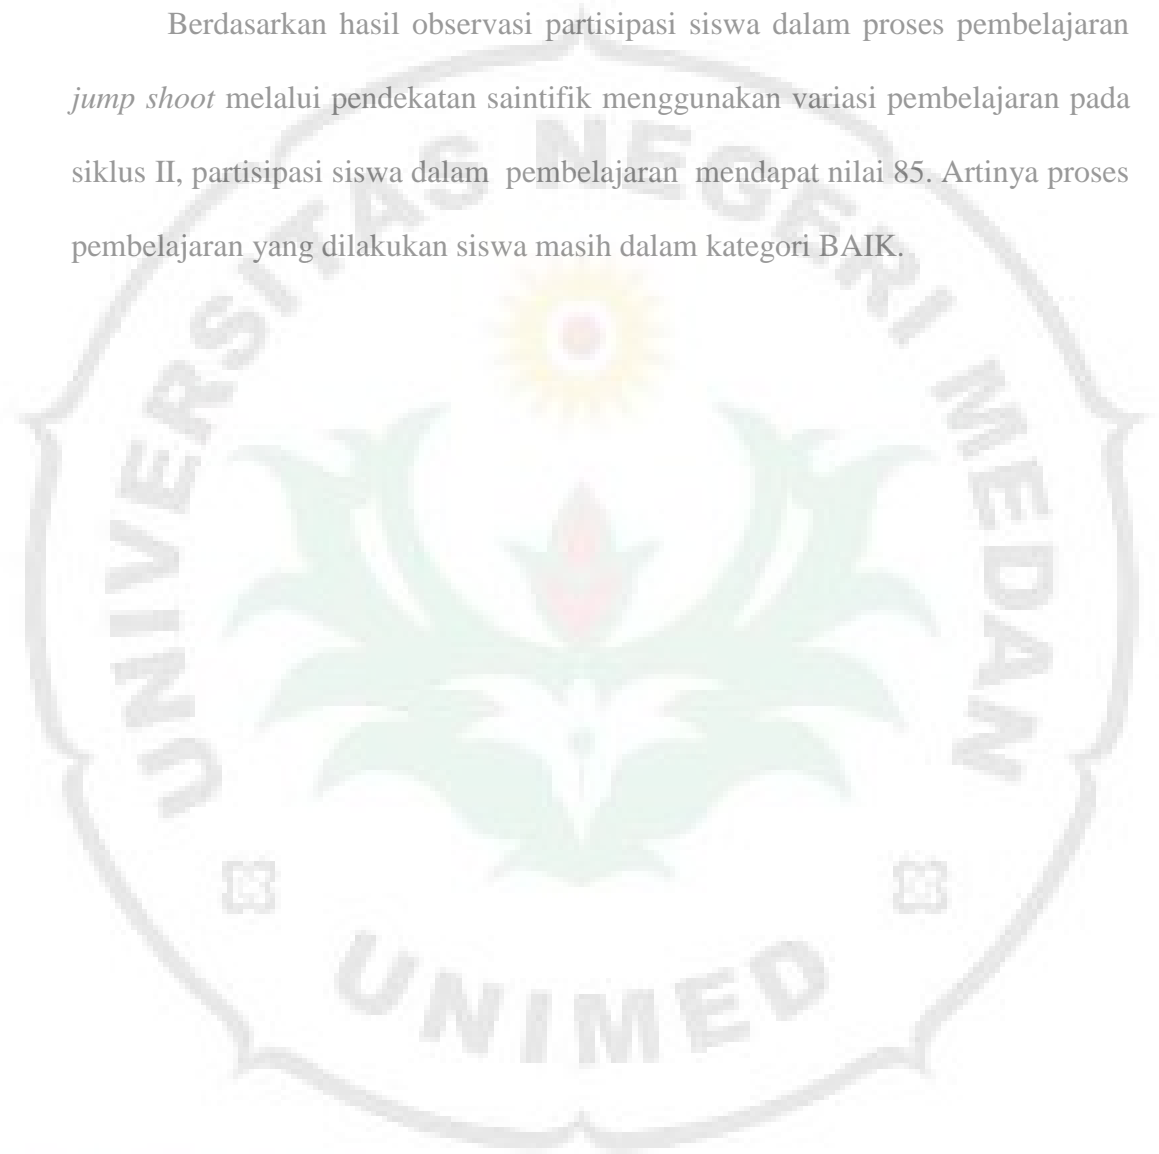 Berdasarkan hasil observasi partisipasi siswa dalam proses pembelajaran
jump shoot melalui pendekatan saintifik menggunakan variasi pembelajaran pada
siklus II, partisipasi siswa dalam pembelajaran mendapat nilai 85. Artinya proses
pembelajaran yang dilakukan siswa masih dalam kategori BAIK.
UNIVERSITAS NEGERI MEDAN
UNIMED